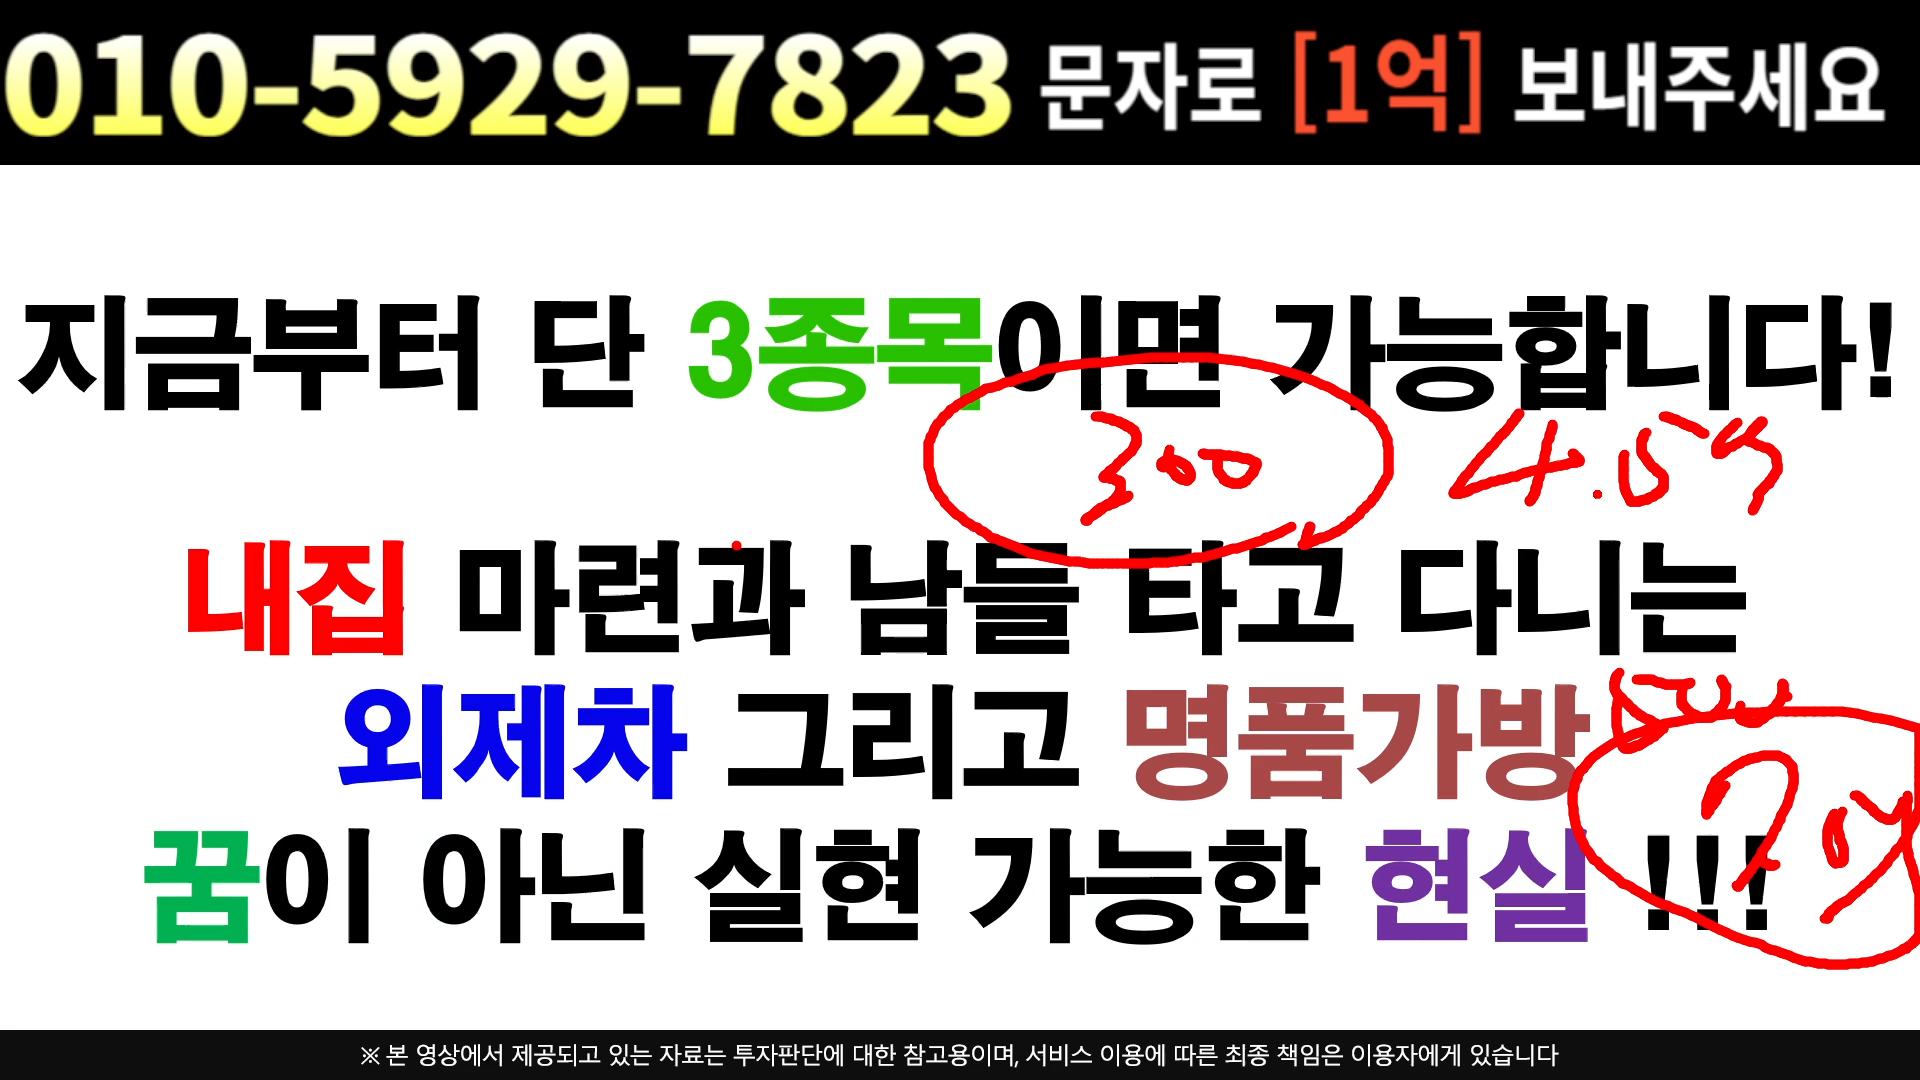 010-5929-7823 문자로 [1억] 보내주세요
지금부터 단 3종목이면 가능합니다!
300
내집 마련과 남들 타고 다니는
외제차 그리고 명품가방
500
꿈이 아닌 실현 가능한 현실 !!!
※ 본 영상에서 제공되고 있는 자료는 투자판단에 대한 참고용이며, 서비스 이용에 따른 최종 책임은 이용자에게 있습니다